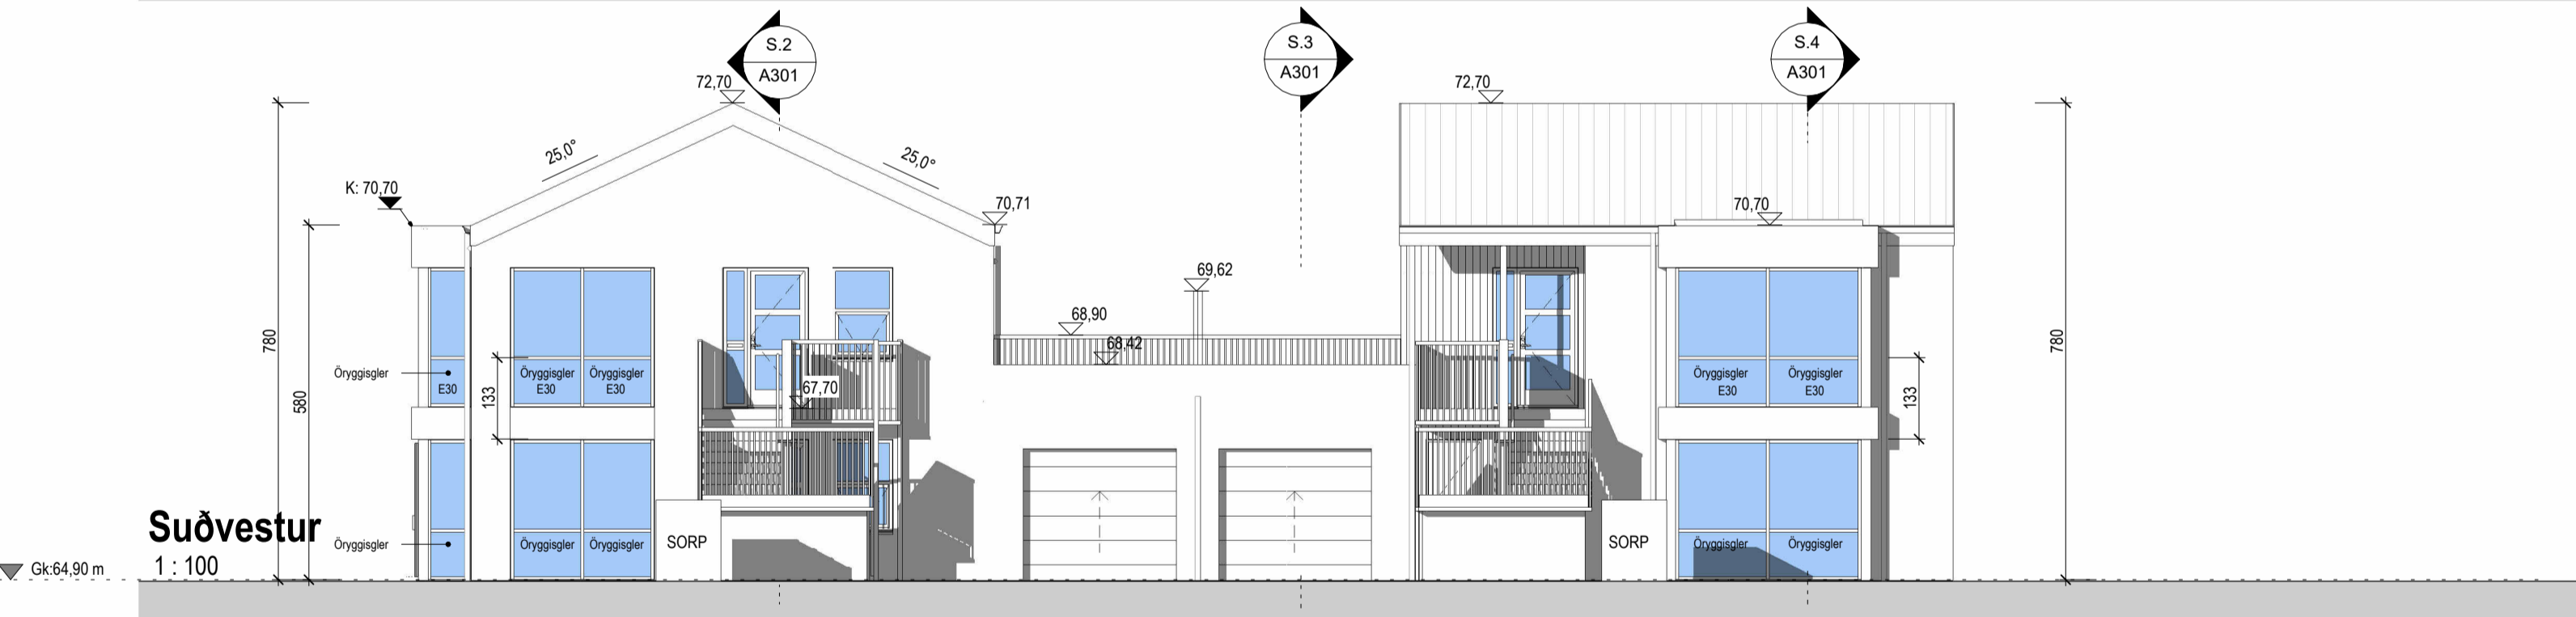 S.2
A301
S.3
A301
S.4
A301
72,70
72,70
25,0°
25,0°
K: 70,70
70,71
70,70
69,62
68,90
68,42
780
580
780
Öryggisgler
E30
133
Öryggisgler
E30
Öryggisgler
E30
67,70
Öryggisgler
E30
Öryggisgler
E30
133
Suðvestur
1 : 100
Öryggisgler
Öryggisgler
Öryggisgler
SORP
SORP
Öryggisgler
Öryggisgler
Gk:64,90 m